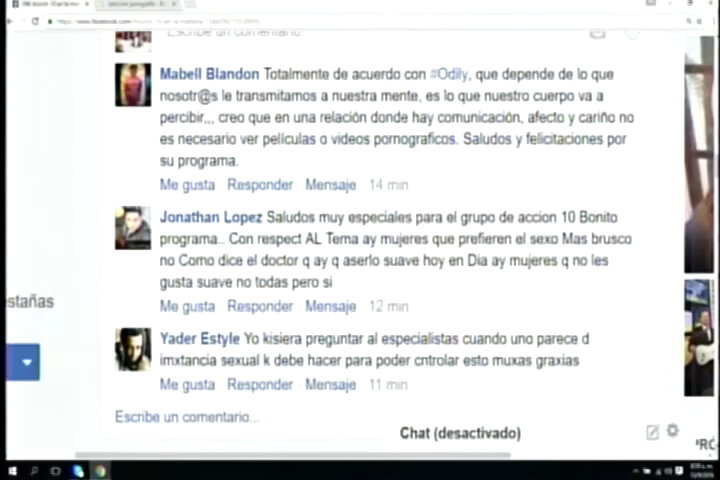 Escribe un comentario
Mabell Blandon Totalmente de acuerdo con #Odily, que depende de lo que
nosotr@s le transmitamos a nuestra mente, es lo que nuestro cuerpo va a
percibir,,, creo que en una relación donde hay comunicación, afecto y cariño no
es necesario ver películas o videos pornograficos. Saludos y felicitaciones por
su programa.
Me gusta · Responder · Mensaje · 14 min
Jonathan Lopez Saludos muy especiales para el grupo de accion 10 Bonito
programa.. Con respect AL Tema ay mujeres que prefieren el sexo Mas brusco
no Como dice el doctor q ay q aserlo suave hoy en Dia ay mujeres q no les
gusta suave no todas pero si
Me gusta · Responder · Mensaje · 12 min
estañas
Yader Estyle Yo kisiera preguntar al especialistas cuando uno parece d
imxtancia sexual k debe hacer para poder cntrolar esto muxas graxias
Me gusta · Responder · Mensaje · 11 min
Escribe un comentario...
Chat (desactivado)